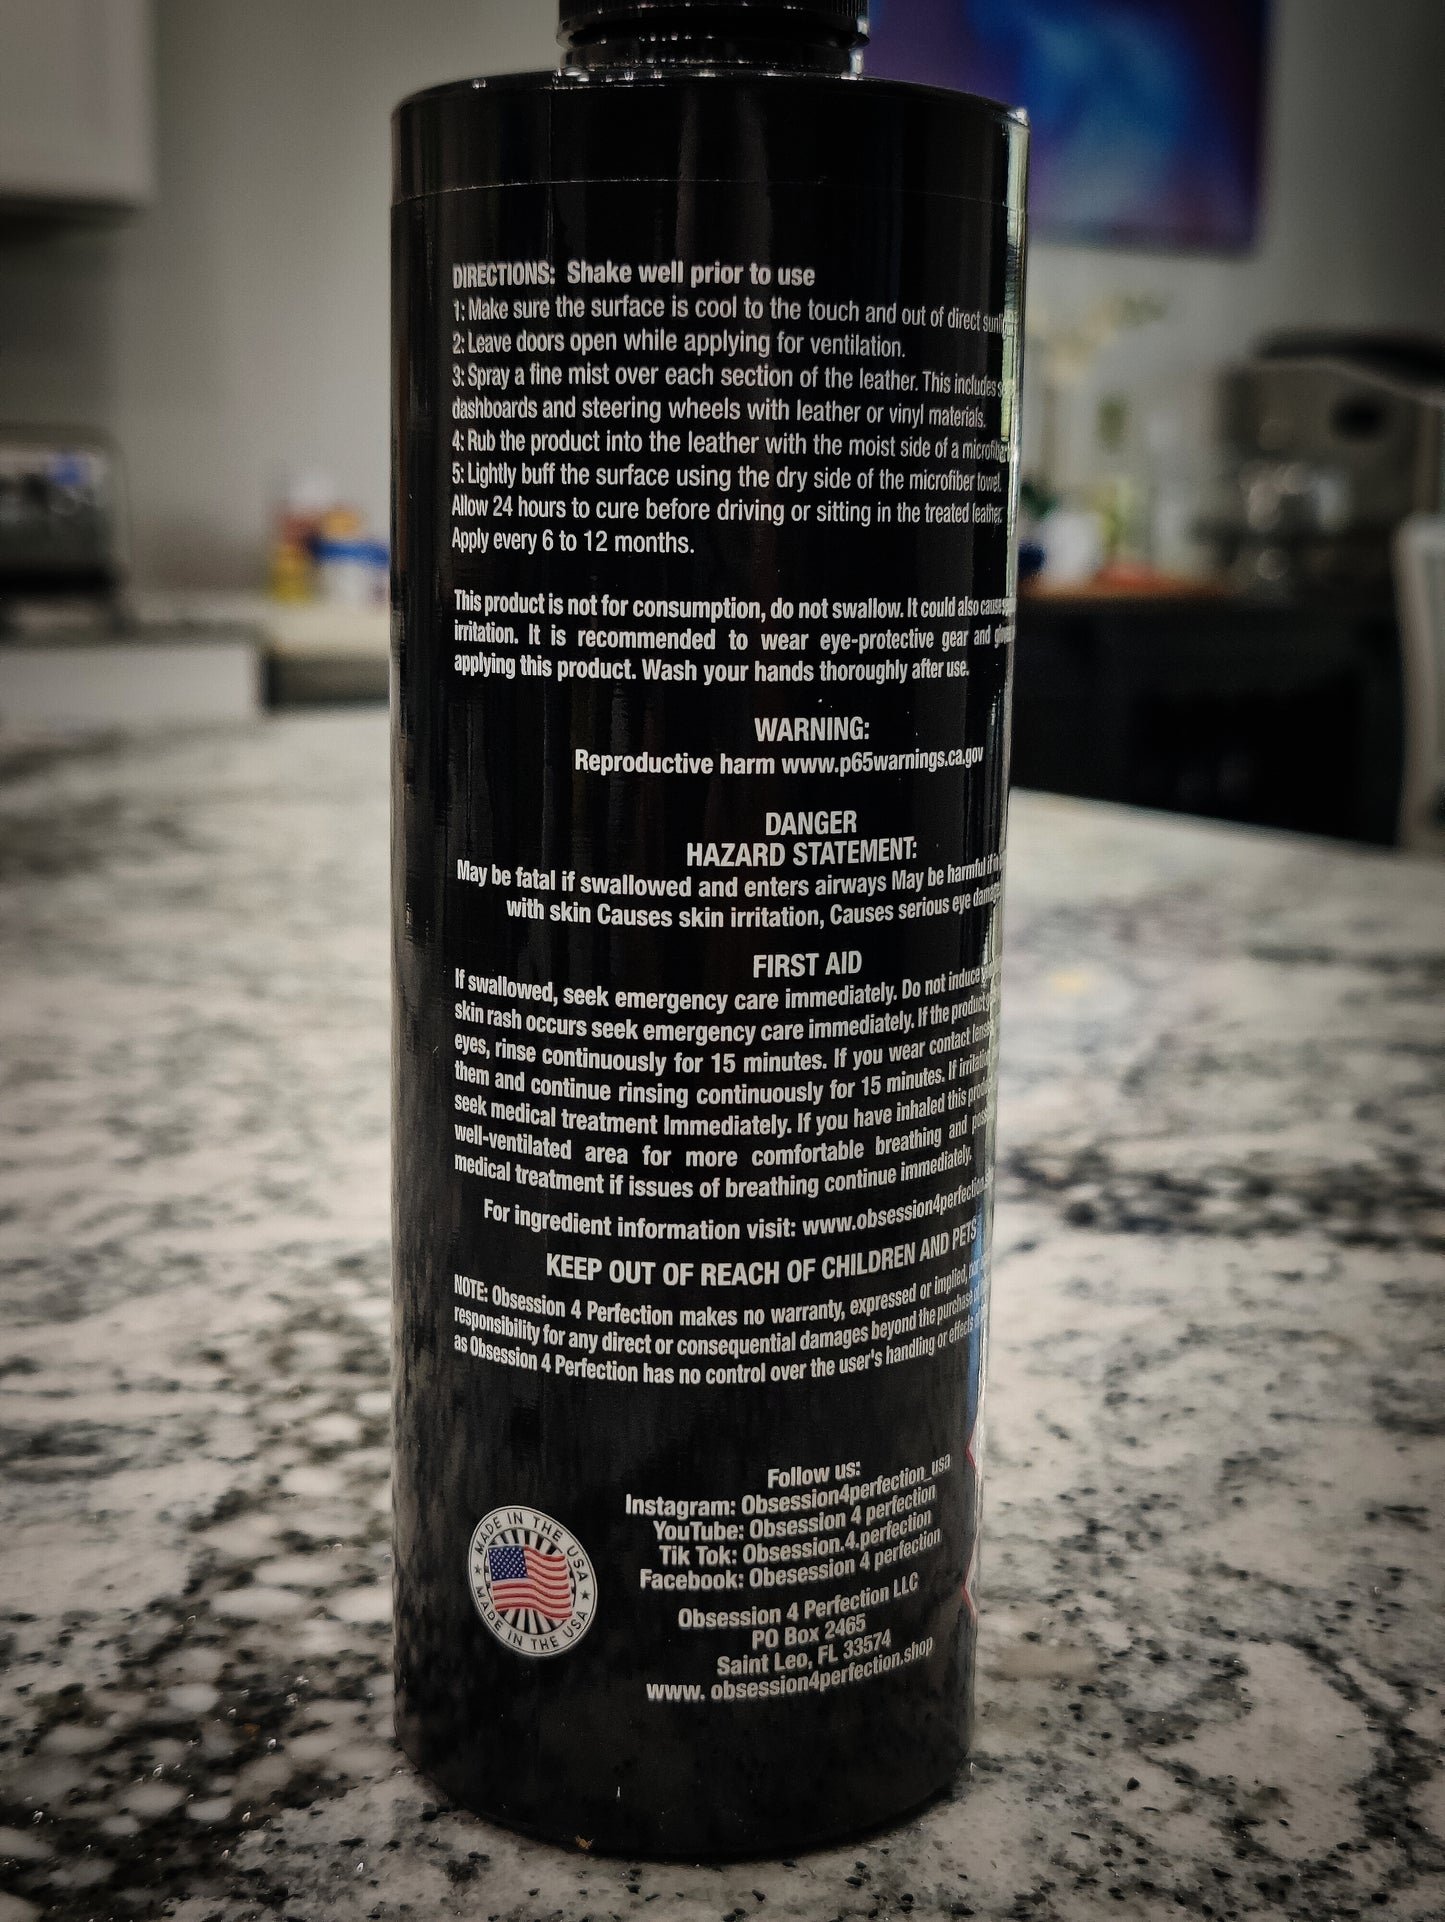 DIRECTIONS: Shake well prior to use
1: Make sure the surface is cool to the touch and out of direct
2: Leave doors open while applying for ventilation.
3: Spray a fine mist over each section of the leather. This includes
dashboards and steering wheels with leather or vinyl materials.
4: Rub the product into the leather with the moist side of a
5: Lightly buff the surface using the dry side of the microfiber towel.
Allow 24 hours to cure before driving or sitting in the treated leather.
Apply every 6 to 12 months.
This product is not for consumption, do not swallow. It could also cause
irritation. It is recommended to wear eye-protective gear and
applying this product. Wash your hands thoroughly after use.
WARNING:
Reproductive harm www.p65warnings.ca.gov
DANGER
HAZARD STATEMENT:
May be fatal if swallowed and enters airways May be harmful if
with skin Causes skin irritation, Causes serious eye
FIRST AID
If swallowed, seek emergency care immediately. Do not induce
skin rash occurs seek emergency care immediately. If the product
eyes, rinse continuously for 15 minutes. If you wear contact
them and continue rinsing continuously for 15 minutes. If
seek medical treatment Immediately. If you have inhaled this
well-ventilated area for more comfortable breathing and
medical treatment if issues of breathing continue immediately.
For ingredient information visit:
KEEP OUT OF REACH OF CHILDREN AND PETS
NOTE: Obsession 4 Perfection makes no warranty, expressed or implied,
responsibility for any direct or consequential damages beyond the purchase
as Obsession 4 Perfection has no control over the user's handling or effects
Follow us:
Instagram: Obsession4perfection_usa
YouTube: Obsession 4 perfection
Tik Tok: Obsession.4.perfection
Facebook: Obesession 4 perfection
Obsession 4 Perfection LLC
PO Box 2465
Saint Leo, FL 33574
www. obsession4perfection.shop
MADE IN THE USA
MADE IN THE USA